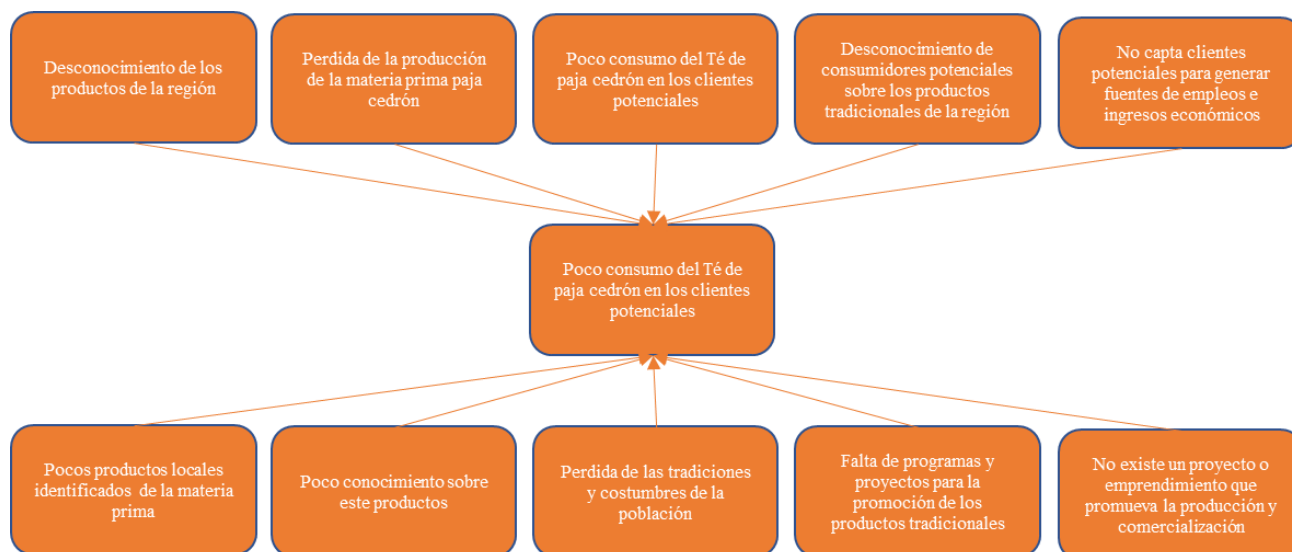 Desconocimiento de los
productos de la región
Perdida de la producción
de la materia prima paja
cedrón
Poco consumo del Té de
paja cedrón en los clientes
potenciales
Desconocimiento de
consumidores potenciales
sobre los productos
tradicionales de la región
No capta clientes
potenciales para generar
fuentes de empleos e
ingresos económicos
Poco consumo del Té de
paja cedrón en los clientes
potenciales
Pocos productos locales
identificados de la materia
prima
Poco conocimiento sobre
este productos
Perdida de las tradiciones
y costumbres de la
población
Falta de programas y
proyectos para la
promoción de los
productos tradicionales
No existe un proyecto o
emprendimiento que
promueva la producción y
comercialización